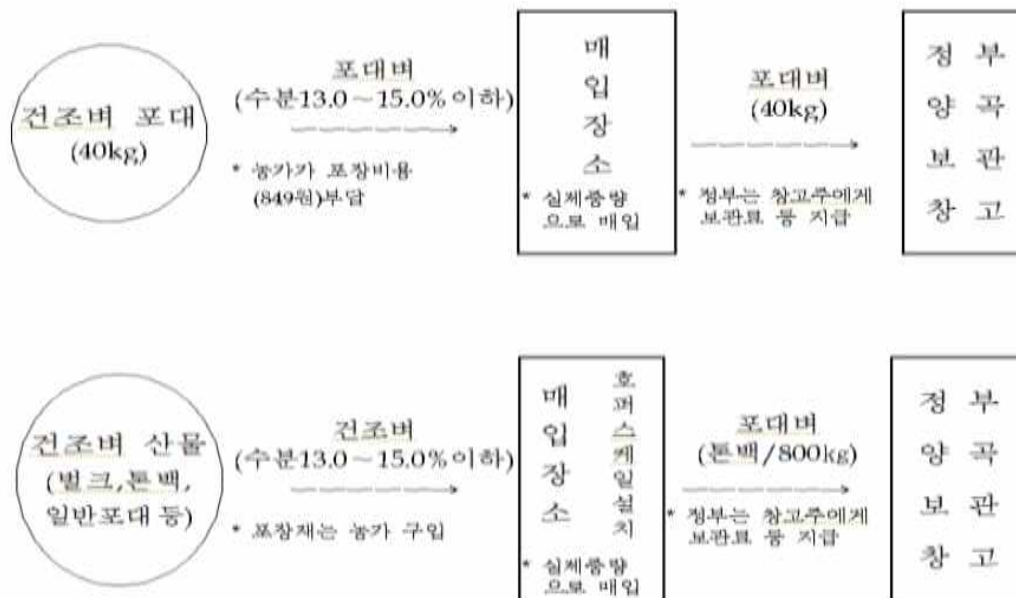 건조벼 포대
(40kg)
포대벼
(수분13.0~15.0%이하)
* 농가가 포장비용
(849원)부담
매
입
장
소
* 실제중량
으로 매입
포대벼
(40kg)
* 정부는 창고주에게
보관료 등 지급
정 부
양 곡
보 관
창 고
건조벼 산물
(벌크,톤백,
일반포대 등)
건조벼
(수분13.0~15.0%이하)
* 포장재는 농가 구입
매
입
장
소
호
퍼
스
케
일
설
치
* 실제중량
으로 매입
포대벼
(톤백/800kg)
* 정부는 창고주에게
보관료 등 지급
정 부
양 곡
보 관
창 고